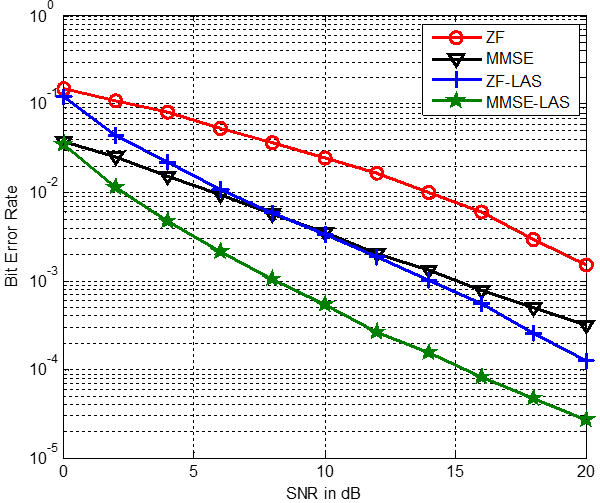 10^0
10^-1
10^-2
10^-3
10^-4
10^-5
Bit Error Rate
ZF
MMSE
ZF-LAS
MMSE-LAS
0 5 10 15 20
SNR in dB